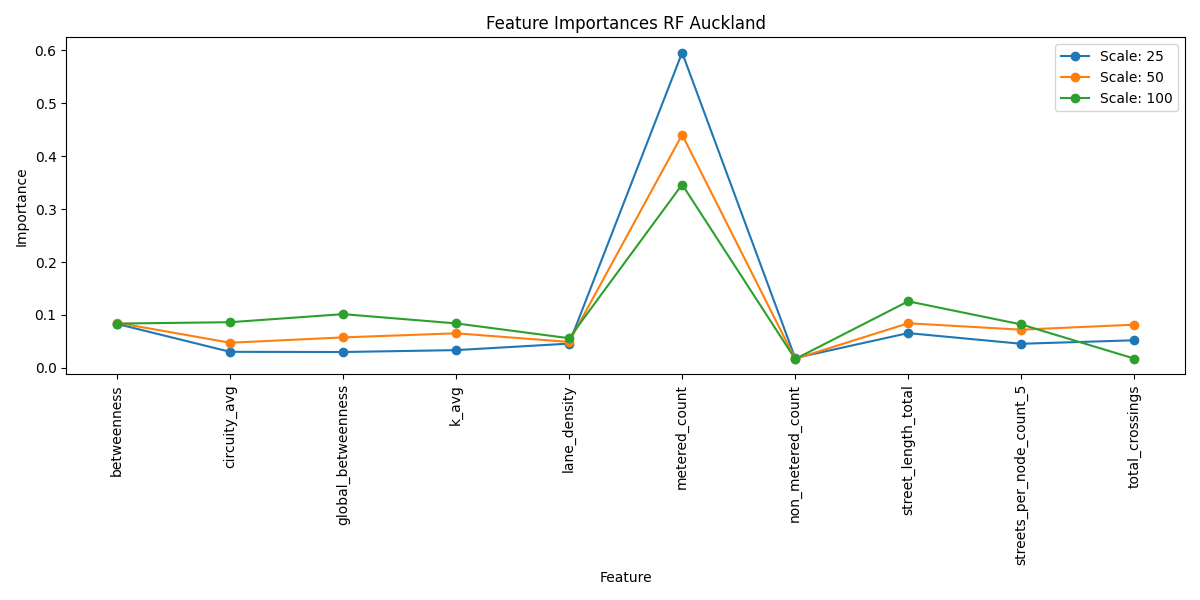 Feature Importances RF Auckland
Scale: 25
Scale: 50
Scale: 100
Importance
0.6
0.5
0.4
0.3
0.2
0.1
0.0
betweenness
circuity_avg
global_betweenness
k_avg
lane_density
metered_count
non_metered_count
street_length_total
streets_per_node_count_5
total_crossings
Feature